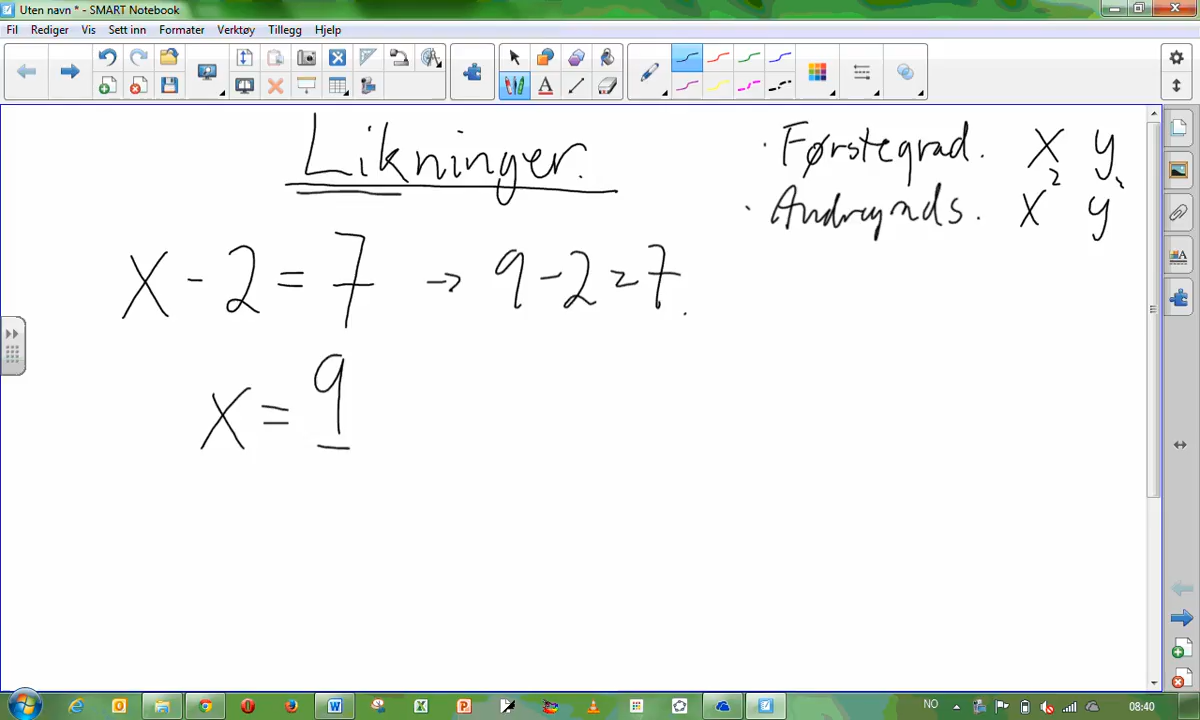 Uten navn * - SMART Notebook
Fil Rediger Vis Sett inn Formater Verktøy Tillegg Hjelp
Likninger.
· Førstegrad. X y
· Andregrads. X² y²
X - 2 = 7 → 9 - 2 = 7.
X = 9
NO 08:40